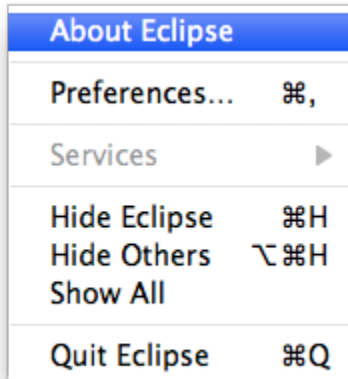 About Eclipse
Preferences... ⌘,
Services
Hide Eclipse ⌘H
Hide Others ⌥⌘H
Show All
Quit Eclipse ⌘Q